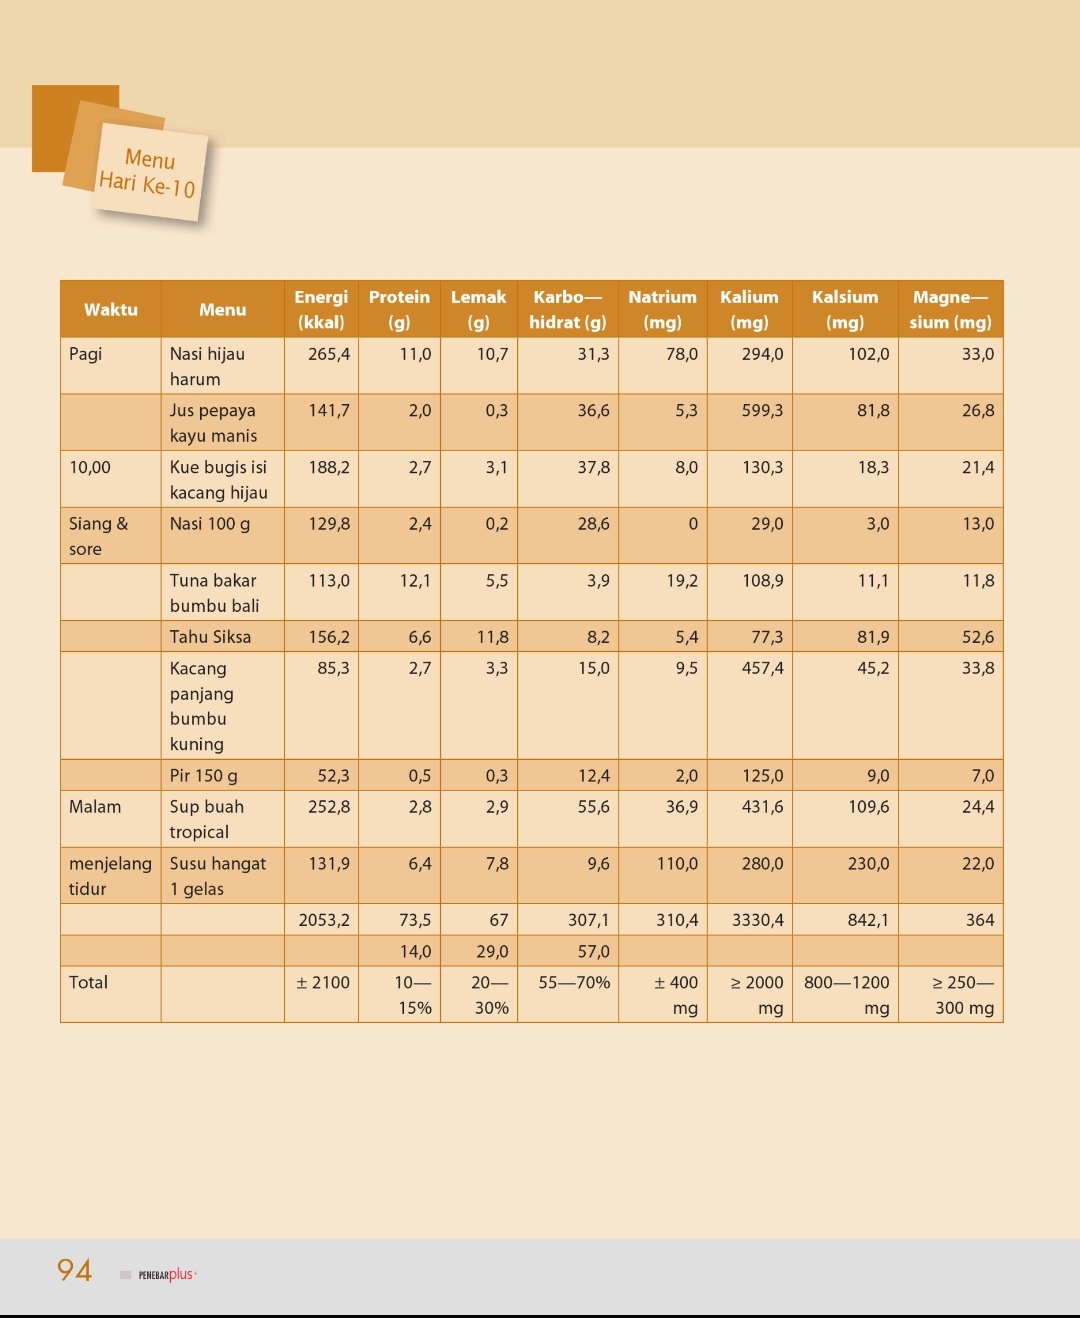 Menu
Hari Ke-10
Waktu Menu Energi (kkal) Protein (g) Lemak (g) Karbo—hidrat (g) Natrium (mg) Kalium (mg) Kalsium (mg) Magne—sium (mg)
Pagi Nasi hijau harum 265,4 11,0 10,7 31,3 78,0 294,0 102,0 33,0
Jus pepaya kayu manis 141,7 2,0 0,3 36,6 5,3 599,3 81,8 26,8
10,00 Kue bugis isi kacang hijau 188,2 2,7 3,1 37,8 8,0 130,3 18,3 21,4
Siang & sore Nasi 100 g 129,8 2,4 0,2 28,6 0 29,0 3,0 13,0
Tuna bakar bumbu bali 113,0 12,1 5,5 3,9 19,2 108,9 11,1 11,8
Tahu Siksa 156,2 6,6 11,8 8,2 5,4 77,3 81,9 52,6
Kacang panjang bumbu kuning 85,3 2,7 3,3 15,0 9,5 457,4 45,2 33,8
Pir 150 g 52,3 0,5 0,3 12,4 2,0 125,0 9,0 7,0
Malam Sup buah tropical 252,8 2,8 2,9 55,6 36,9 431,6 109,6 24,4
menjelang tidur Susu hangat 1 gelas 131,9 6,4 7,8 9,6 110,0 280,0 230,0 22,0
2053,2 73,5 67 307,1 310,4 3330,4 842,1 364
14,0 29,0 57,0
Total ± 2100 10—15% 20—30% 55—70% ± 400 mg ≥ 2000 mg 800—1200 mg ≥ 250—300 mg
94 PENEBARplus+